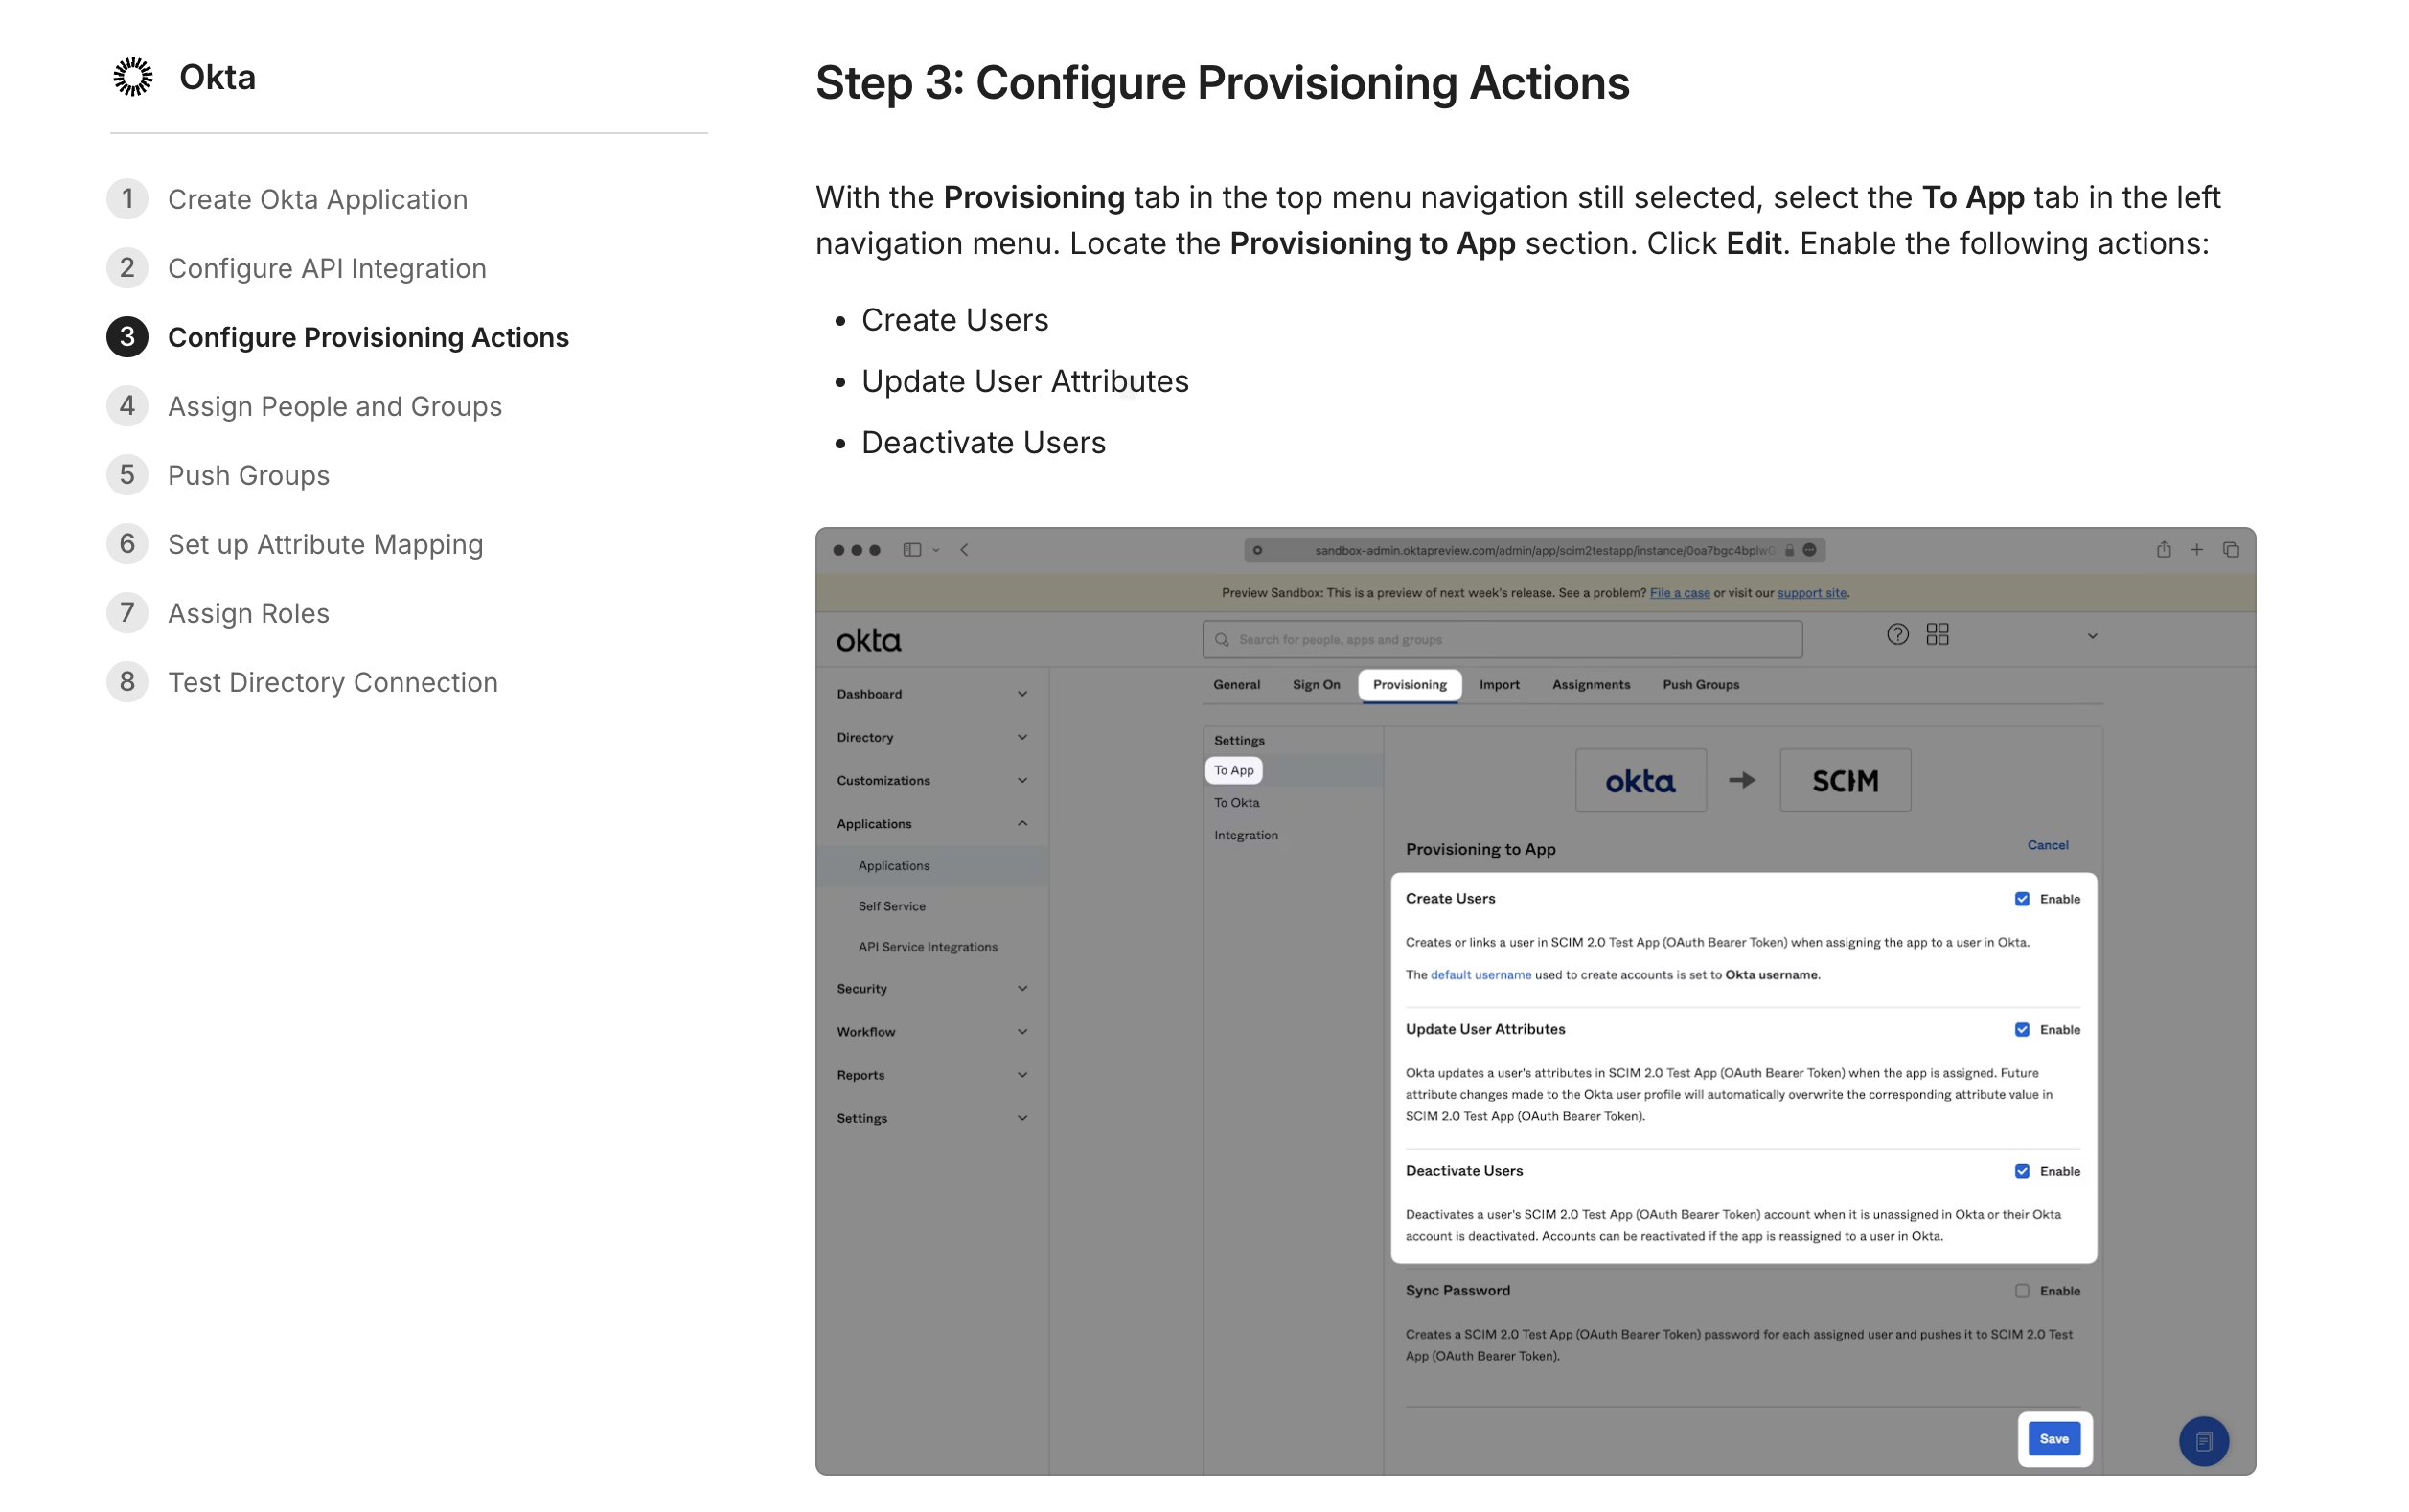 Okta
1 Create Okta Application
2 Configure API Integration
3 Configure Provisioning Actions
4 Assign People and Groups
5 Push Groups
6 Set up Attribute Mapping
7 Assign Roles
8 Test Directory Connection
Step 3: Configure Provisioning Actions
With the Provisioning tab in the top menu navigation still selected, select the To App tab in the left
navigation menu. Locate the Provisioning to App section. Click Edit. Enable the following actions:
• Create Users
• Update User Attributes
• Deactivate Users
sandbox-admin.oktapreview.com/admin/app/scim2testapp/instance/0oa7bgc4bplwG
Preview Sandbox: This is a preview of next week's release. See a problem? File a case or visit our support site.
okta
Search for people, apps and groups
Dashboard
Directory
Customizations
Applications
Applications
Self Service
API Service Integrations
Security
Workflow
Reports
Settings
General Sign On Provisioning Import Assignments Push Groups
Settings
To App
To Okta
Integration
okta → SCIM
Provisioning to App Cancel
Create Users Enable
Creates or links a user in SCIM 2.0 Test App (OAuth Bearer Token) when assigning the app to a user in Okta.
The default username used to create accounts is set to Okta username.
Update User Attributes Enable
Okta updates a user's attributes in SCIM 2.0 Test App (OAuth Bearer Token) when the app is assigned. Future
attribute changes made to the Okta user profile will automatically overwrite the corresponding attribute value in
SCIM 2.0 Test App (OAuth Bearer Token).
Deactivate Users Enable
Deactivates a user's SCIM 2.0 Test App (OAuth Bearer Token) account when it is unassigned in Okta or their Okta
account is deactivated. Accounts can be reactivated if the app is reassigned to a user in Okta.
Sync Password Enable
Creates a SCIM 2.0 Test App (OAuth Bearer Token) password for each assigned user and pushes it to SCIM 2.0 Test
App (OAuth Bearer Token).
Save